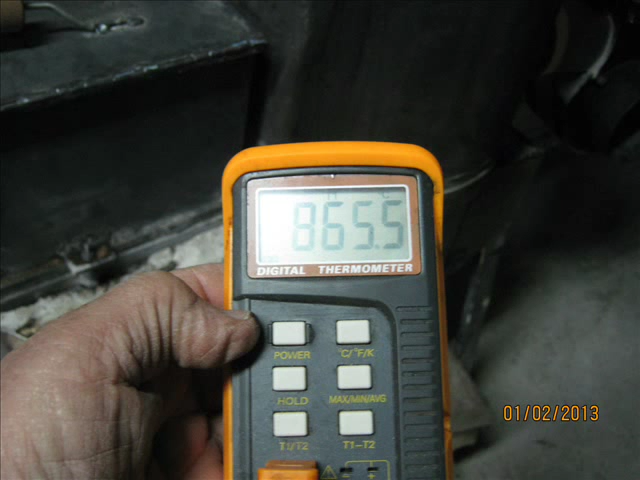 865.5
DIGITAL THERMOMETER
POWER °C/°F/K
HOLD MAX/MIN/AVG
T1/T2 T1-T2
01/02/2013